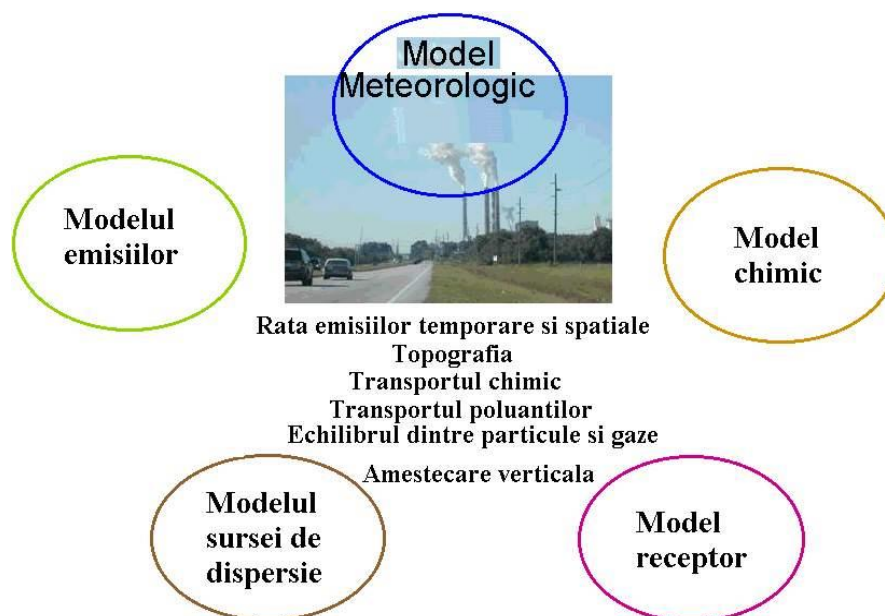 Model
Meteorologic
Modelul
emisiilor
Model
chimic
Rata emisiilor temporare si spatiale
Topografia
Transportul chimic
Transportul poluantilor
Echilibrul dintre particule si gaze
Amestecare verticala
Modelul
sursei de
dispersie
Model
receptor